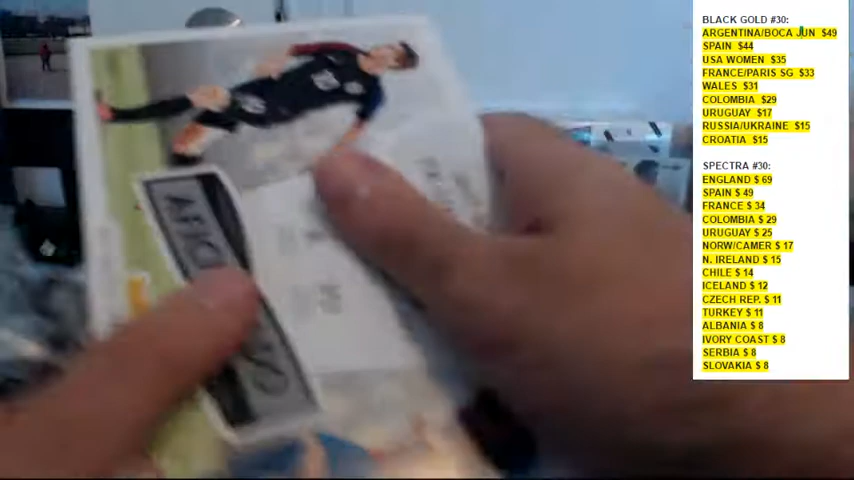 BLACK GOLD #30:
ARGENTINA/BOCA JUN $49
SPAIN $44
USA WOMEN $35
FRANCE/PARIS SG $33
WALES $31
COLOMBIA $29
URUGUAY $17
RUSSIA/UKRAINE $15
CROATIA $15
SPECTRA #30:
ENGLAND $ 69
SPAIN $ 49
FRANCE $ 34
COLOMBIA $ 29
URUGUAY $ 25
NORW/CAMER $ 17
N. IRELAND $ 15
CHILE $ 14
ICELAND $ 12
CZECH REP. $ 11
TURKEY $ 11
ALBANIA $ 8
IVORY COAST $ 8
SERBIA $ 8
SLOVAKIA $ 8